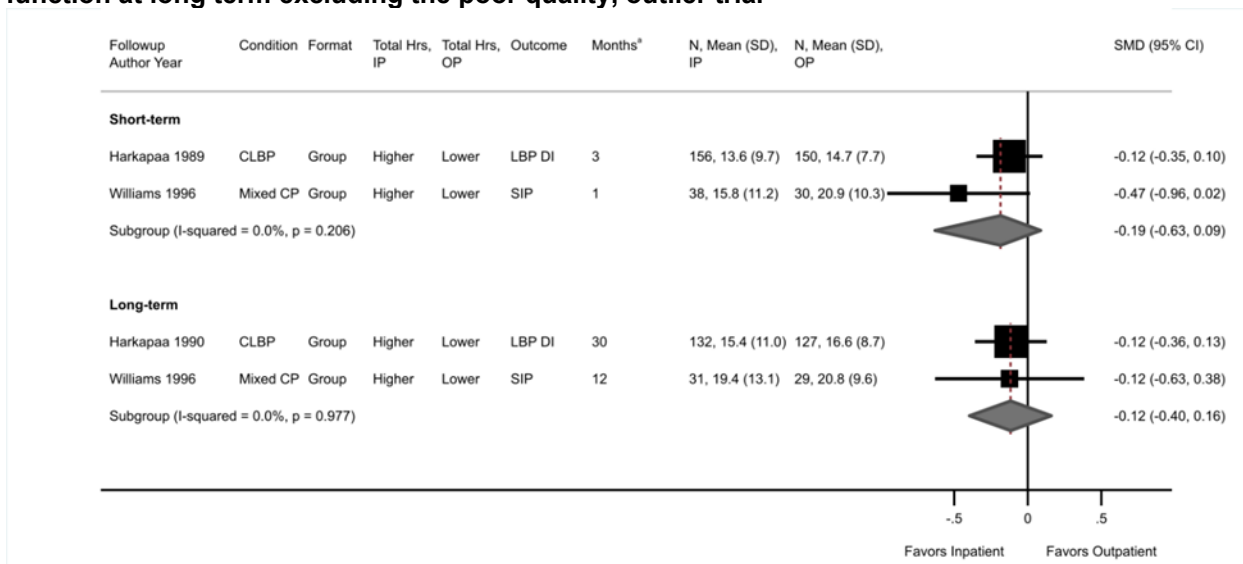 function at long term excluding the poor-quality, outlier trial
Followup Condition Format Total Hrs, Total Hrs, Outcome Months^a N, Mean (SD), N, Mean (SD), SMD (95% CI)
Author Year IP OP IP OP
Short-term
Harkapaa 1989 CLBP Group Higher Lower LBP DI 3 156, 13.6 (9.7) 150, 14.7 (7.7) -0.12 (-0.35, 0.10)
Williams 1996 Mixed CP Group Higher Lower SIP 1 38, 15.8 (11.2) 30, 20.9 (10.3) -0.47 (-0.96, 0.02)
Subgroup (I-squared = 0.0%, p = 0.206) -0.19 (-0.63, 0.09)
Long-term
Harkapaa 1990 CLBP Group Higher Lower LBP DI 30 132, 15.4 (11.0) 127, 16.6 (8.7) -0.12 (-0.36, 0.13)
Williams 1996 Mixed CP Group Higher Lower SIP 12 31, 19.4 (13.1) 29, 20.8 (9.6) -0.12 (-0.63, 0.38)
Subgroup (I-squared = 0.0%, p = 0.977) -0.12 (-0.40, 0.16)
-.5 0 .5
Favors Inpatient Favors Outpatient